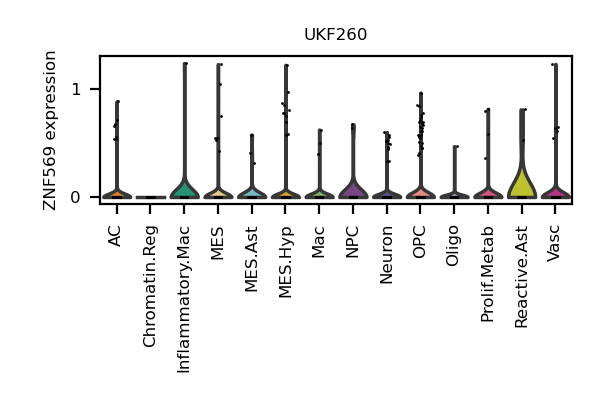 UKF260
ZNF569 expression
1
0
AC
Chromatin.Reg
Inflammatory.Mac
MES
MES.Ast
MES.Hyp
Mac
NPC
Neuron
OPC
Oligo
Prolif.Metab
Reactive.Ast
Vasc